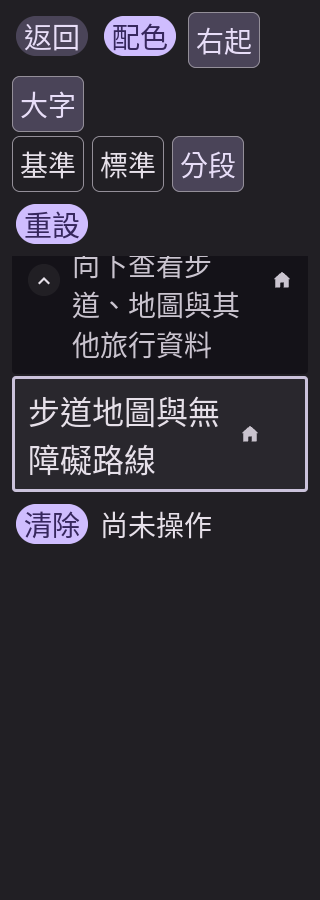 返回 配色 右起
大字
基準 標準 分段
重設
向下查看步
道、地圖與其
他旅行資料
步道地圖與無
障礙路線
清除 尚未操作